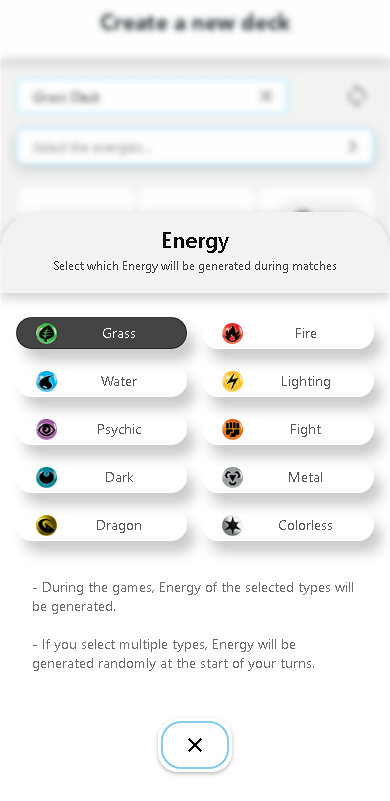 Create a new deck
Grass Deck
Select the energies...
Energy
Select which Energy will be generated during matches
Grass
Fire
Water
Lighting
Psychic
Fight
Dark
Metal
Dragon
Colorless
- During the games, Energy of the selected types will
be generated.
- If you select multiple types, Energy will be
generated randomly at the start of your turns.